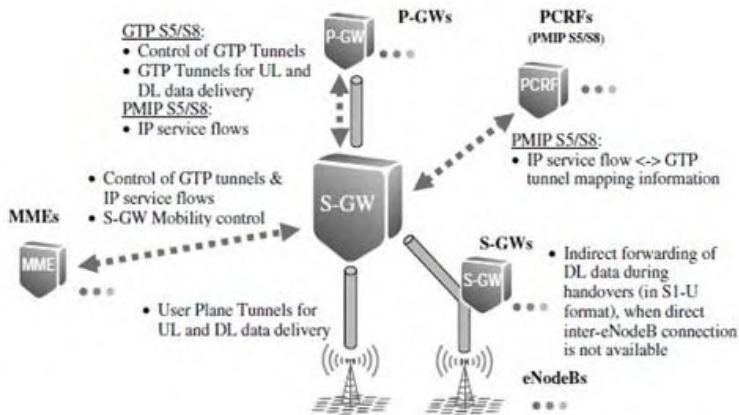 P-GWs
GTP S5/S8:
• Control of GTP Tunnels
• GTP Tunnels for UL and
DL data delivery
PMIP S5/S8:
• IP service flows
P-GW
PCRFs
(PMIP S5/S8)
PCRF
PMIP S5/S8:
• IP service flow <-> GTP
tunnel mapping information
• Control of GTP tunnels &
IP service flows
• S-GW Mobility control
S-GW
MMEs
MME
S-GWs
S-GW
• Indirect forwarding of
DL data during
handovers (in S1-U
format), when direct
inter-eNodeB connection
is not available
• User Plane Tunnels for
UL and DL data delivery
eNodeBs